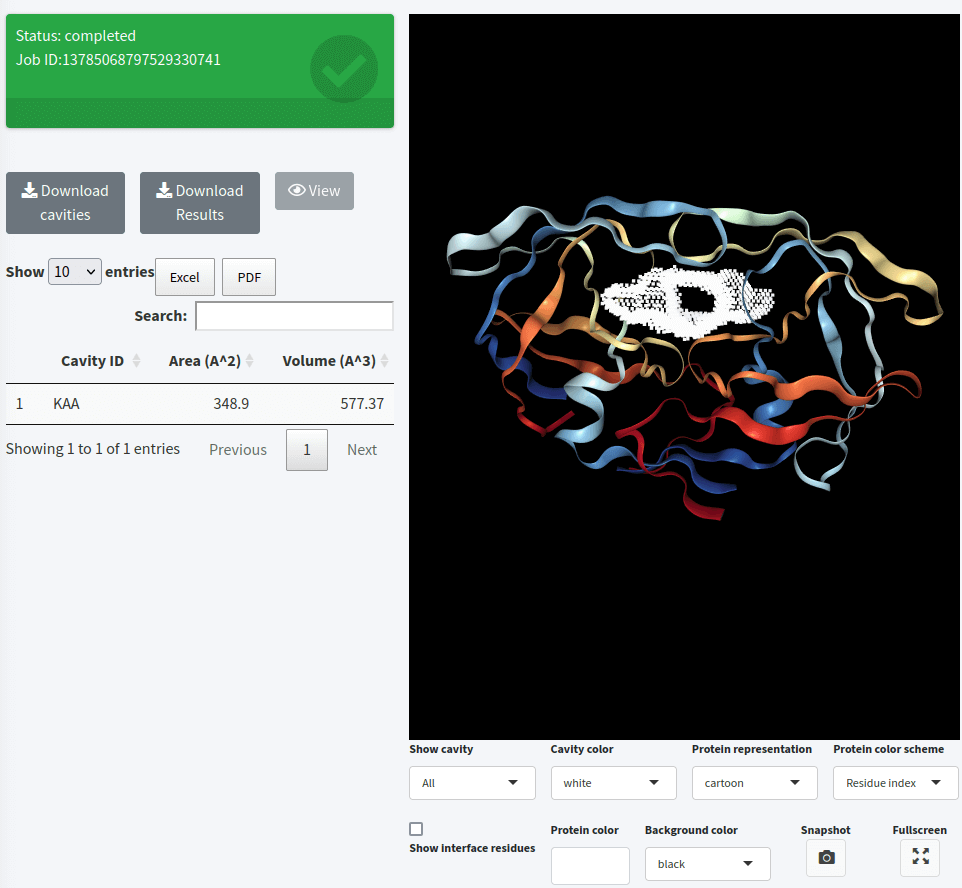 Status: completed
Job ID:13785068797529330741
Download cavities
Download Results
View
Show 10 entries
Excel
PDF
Search:
Cavity ID Area (A^2) Volume (A^3)
1 KAA 348.9 577.37
Showing 1 to 1 of 1 entries
Previous 1 Next
Show cavity Cavity color Protein representation Protein color scheme
All white cartoon Residue index
Show interface residues
Protein color Background color Snapshot Fullscreen
black